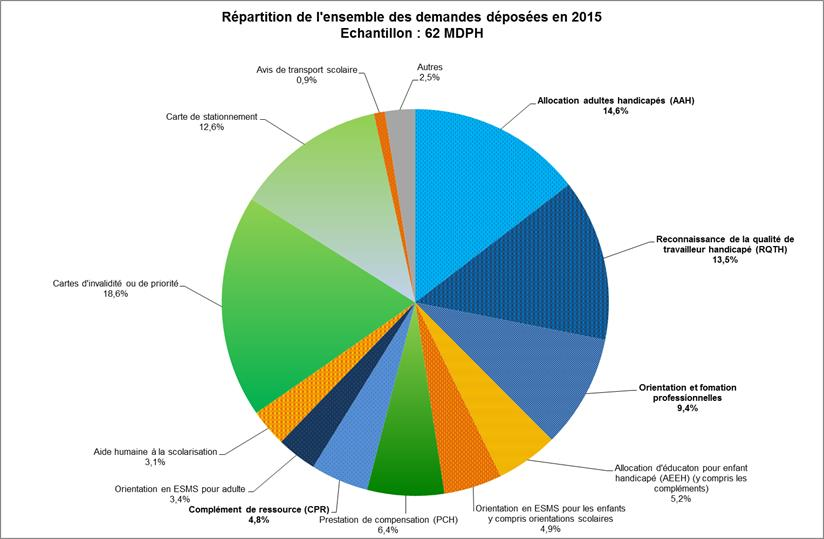 Répartition de l'ensemble des demandes déposées en 2015
Echantillon : 62 MDPH
Autres
2,5%
Avis de transport scolaire
0,9%
Allocation adultes handicapés (AAH)
14,6%
Carte de stationnement
12,6%
Reconnaissance de la qualité de
travailleur handicapé (RQTH)
13,5%
Cartes d'invalidité ou de priorité
18,6%
Orientation et fomation
professionnelles
9,4%
Aide humaine à la scolarisation
3,1%
Allocation d'éducaton pour enfant
handicapé (AEEH) (y compris les
compléments)
5,2%
Orientation en ESMS pour adulte
3,4%
Complément de ressource (CPR)
4,8%
Prestation de compensation (PCH)
6,4%
Orientation en ESMS pour les enfants
y compris orientations scolaires
4,9%